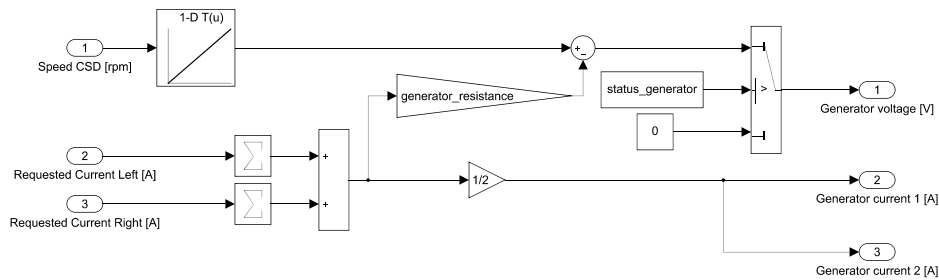 1-D T(u)
1
Speed CSD [rpm]
+
−
generator_resistance
status_generator
>
0
1
Generator voltage [V]
2
Requested Current Left [A]
Σ
+
3
Requested Current Right [A]
Σ
+
1/2
2
Generator current 1 [A]
3
Generator current 2 [A]